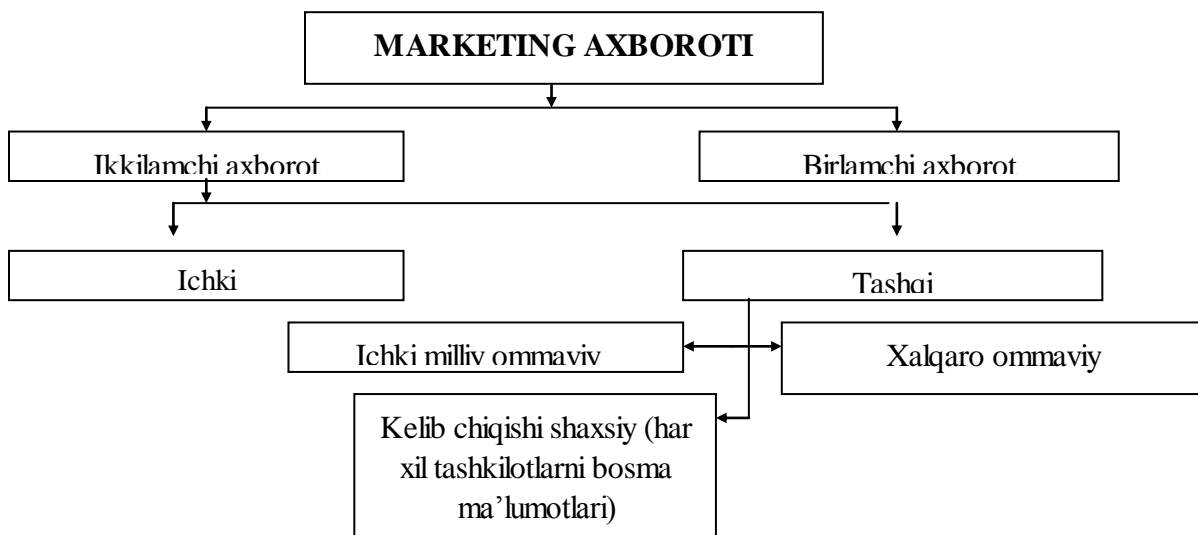 MARKETING AXBOROTI
Ikkilamchi axborot
Birlamchi axborot
Ichki
Tashqi
Ichki milliy ommaviy
Xalqaro ommaviy
Kelib chiqishi shaxsiy (har
xil tashkilotlarni bosma
ma’lumotlari)